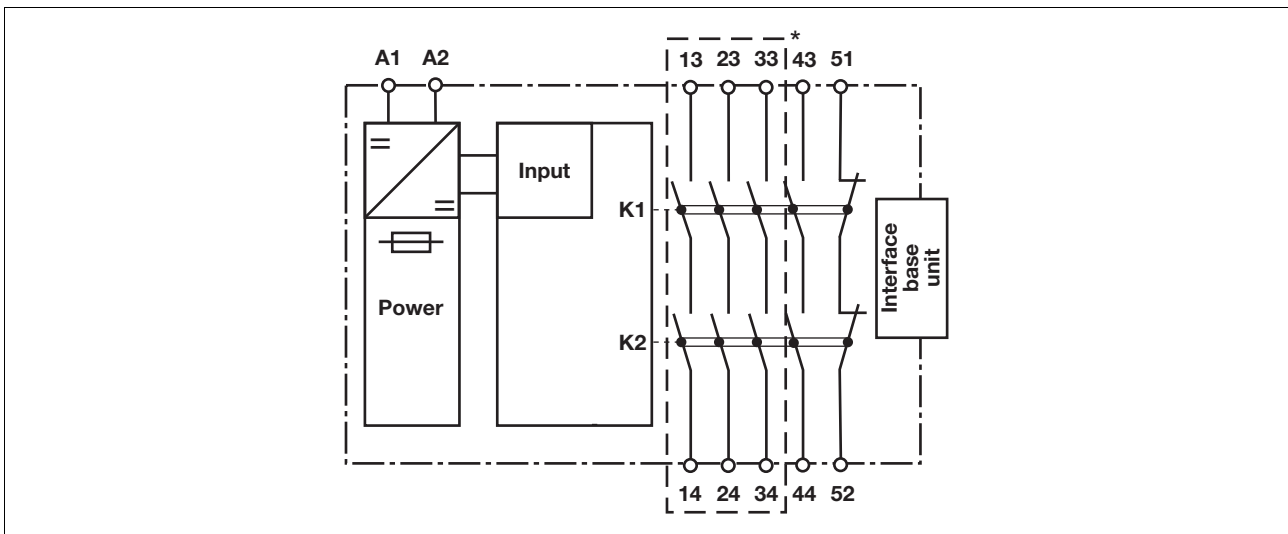 *
A1 A2 13 23 33 43 51
Input
K1
Interface
base
unit
Power
K2
14 24 34 44 52